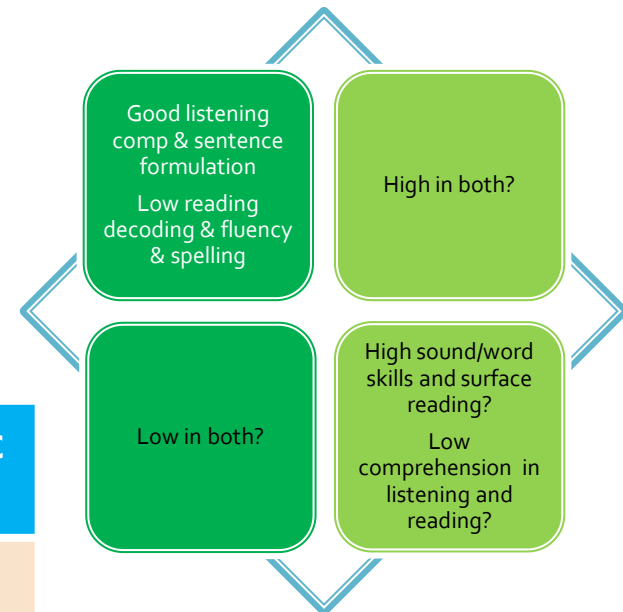 Good listening
comp & sentence
formulation
Low reading
decoding & fluency
& spelling
High in both?
Low in both?
High sound/word
skills and surface
reading?
Low
comprehension in
listening and
reading?